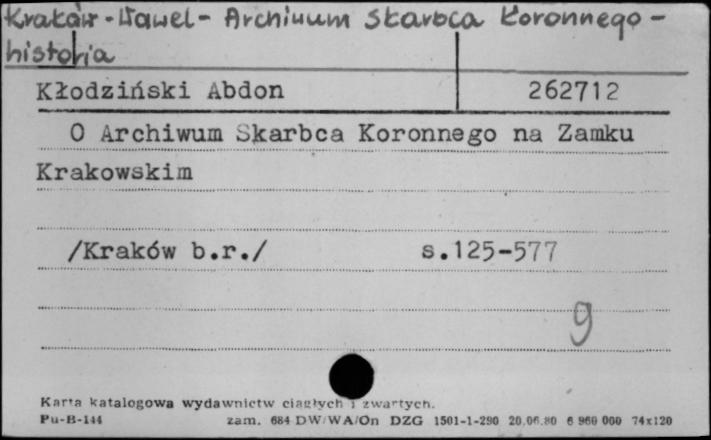 Kraków - Wawel - Archiwum Skarbca Koronnego -
historia
Kłodziński Abdon 262712
O Archiwum Skarbca Koronnego na Zamku
Krakowskim
/Kraków b.r./ s.125-577
9
Karta katalogowa wydawnictw ciągłych i zwartych.
Pu-B-144 zam. 684 DW/WA/On DZG 1501-1-290 20.06.80 6 960 000 74x120